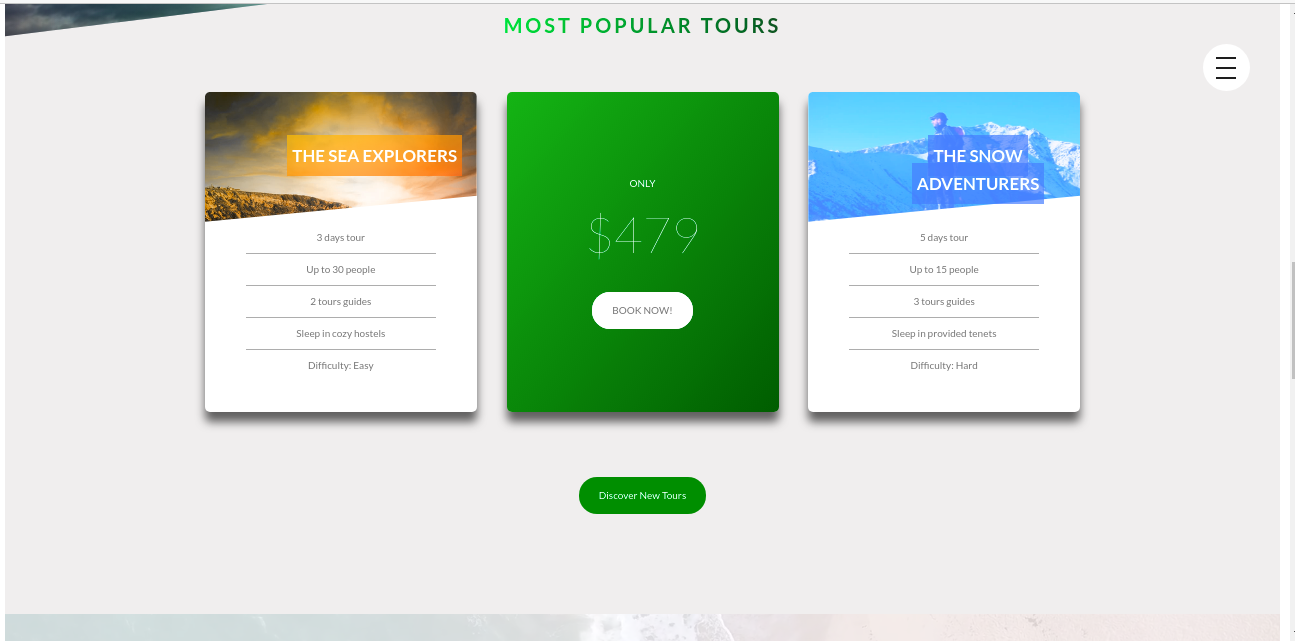 MOST POPULAR TOURS
THE SEA EXPLORERS
3 days tour
Up to 30 people
2 tours guides
Sleep in cozy hostels
Difficulty: Easy
ONLY
$479
BOOK NOW!
THE SNOW
ADVENTURERS
5 days tour
Up to 15 people
3 tours guides
Sleep in provided tenets
Difficulty: Hard
Discover New Tours